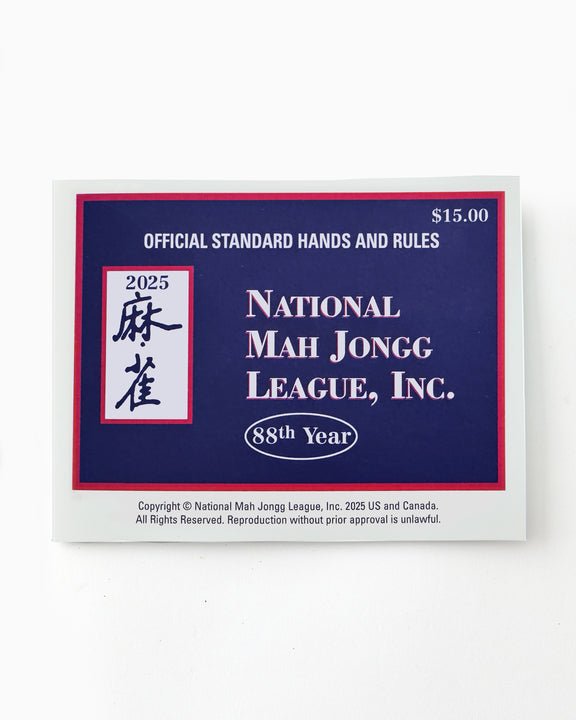 $15.00
OFFICIAL STANDARD HANDS AND RULES
2025
麻
雀
NATIONAL
MAH JONGG
LEAGUE, INC.
88th Year
Copyright © National Mah Jongg League, Inc. 2025 US and Canada.
All Rights Reserved. Reproduction without prior approval is unlawful.